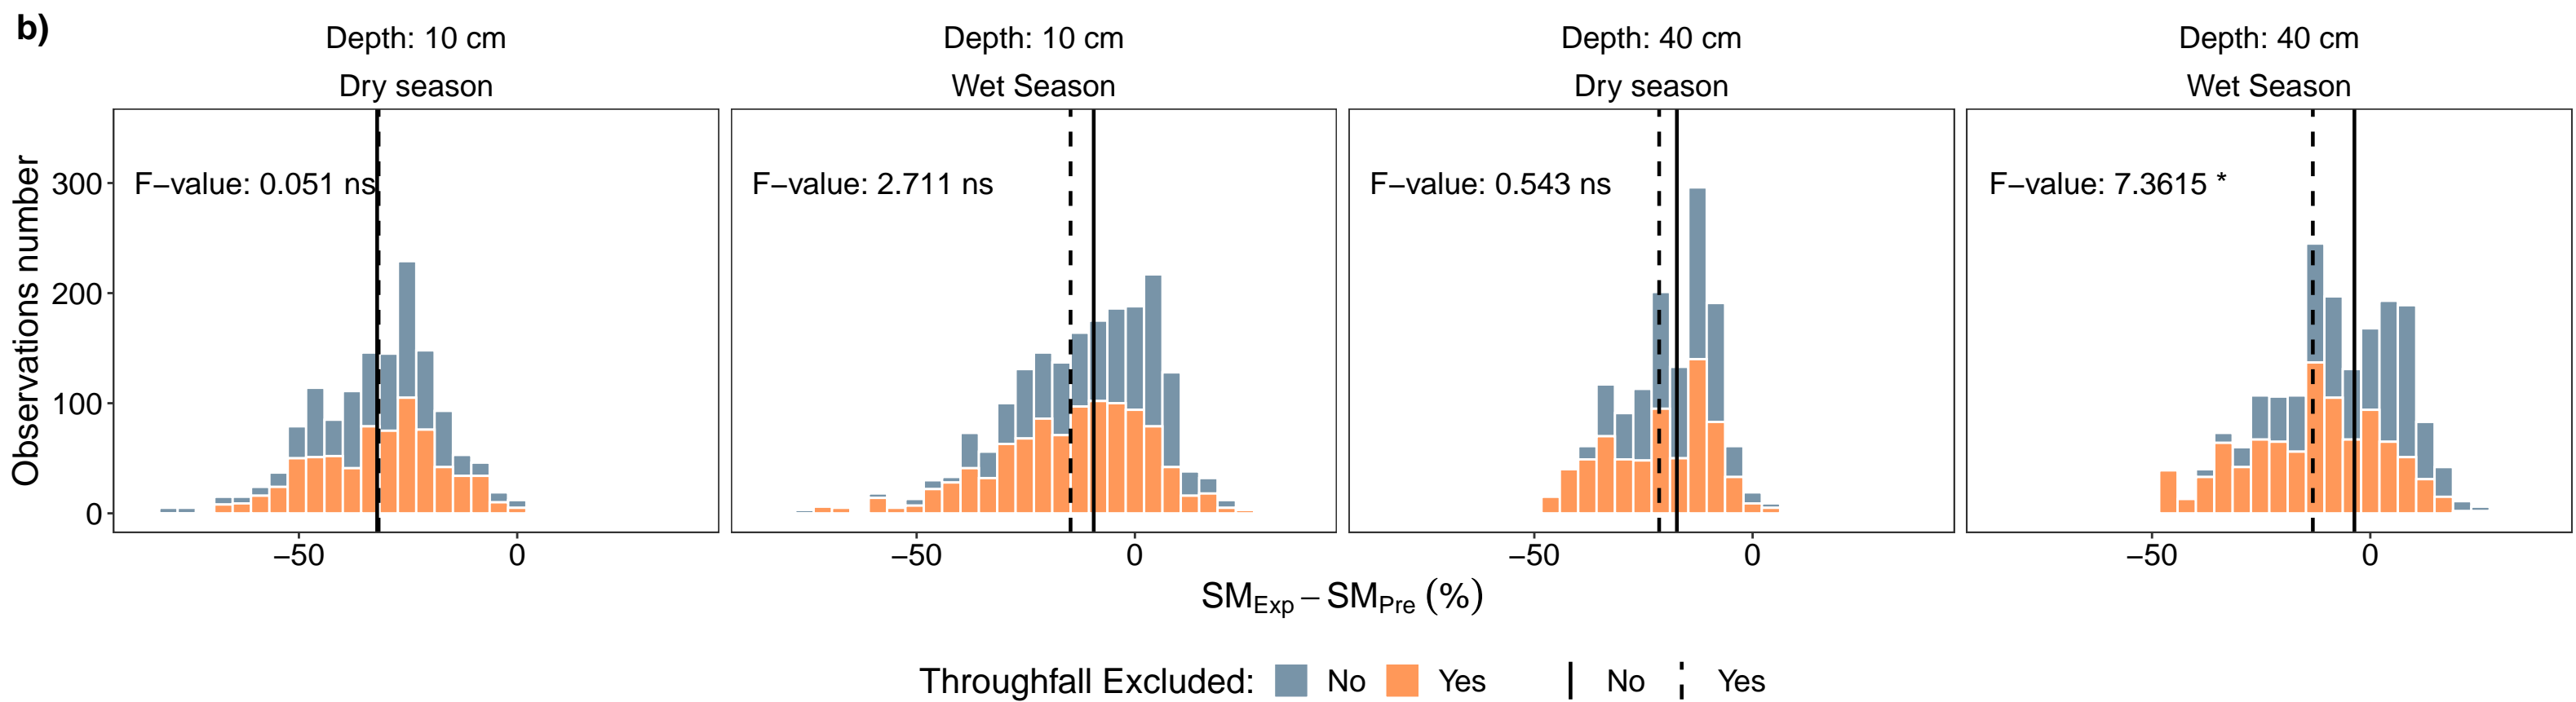 b)
Depth: 10 cm
Dry season
Depth: 10 cm
Wet Season
Depth: 40 cm
Dry season
Depth: 40 cm
Wet Season
Observations number
300
200
100
0
F−value: 0.051 ns
F−value: 2.711 ns
F−value: 0.543 ns
F−value: 7.3615 *
−50 0
−50 0
−50 0
−50 0
SMExp − SMPre (%)
Throughfall Excluded: No Yes No Yes